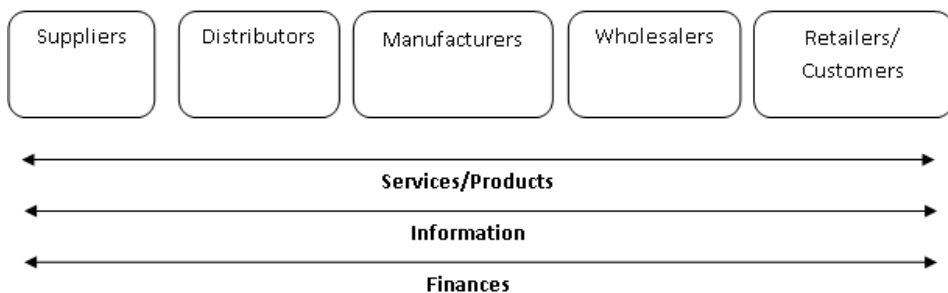 Suppliers
Distributors
Manufacturers
Wholesalers
Retailers/
Customers
Services/Products
Information
Finances